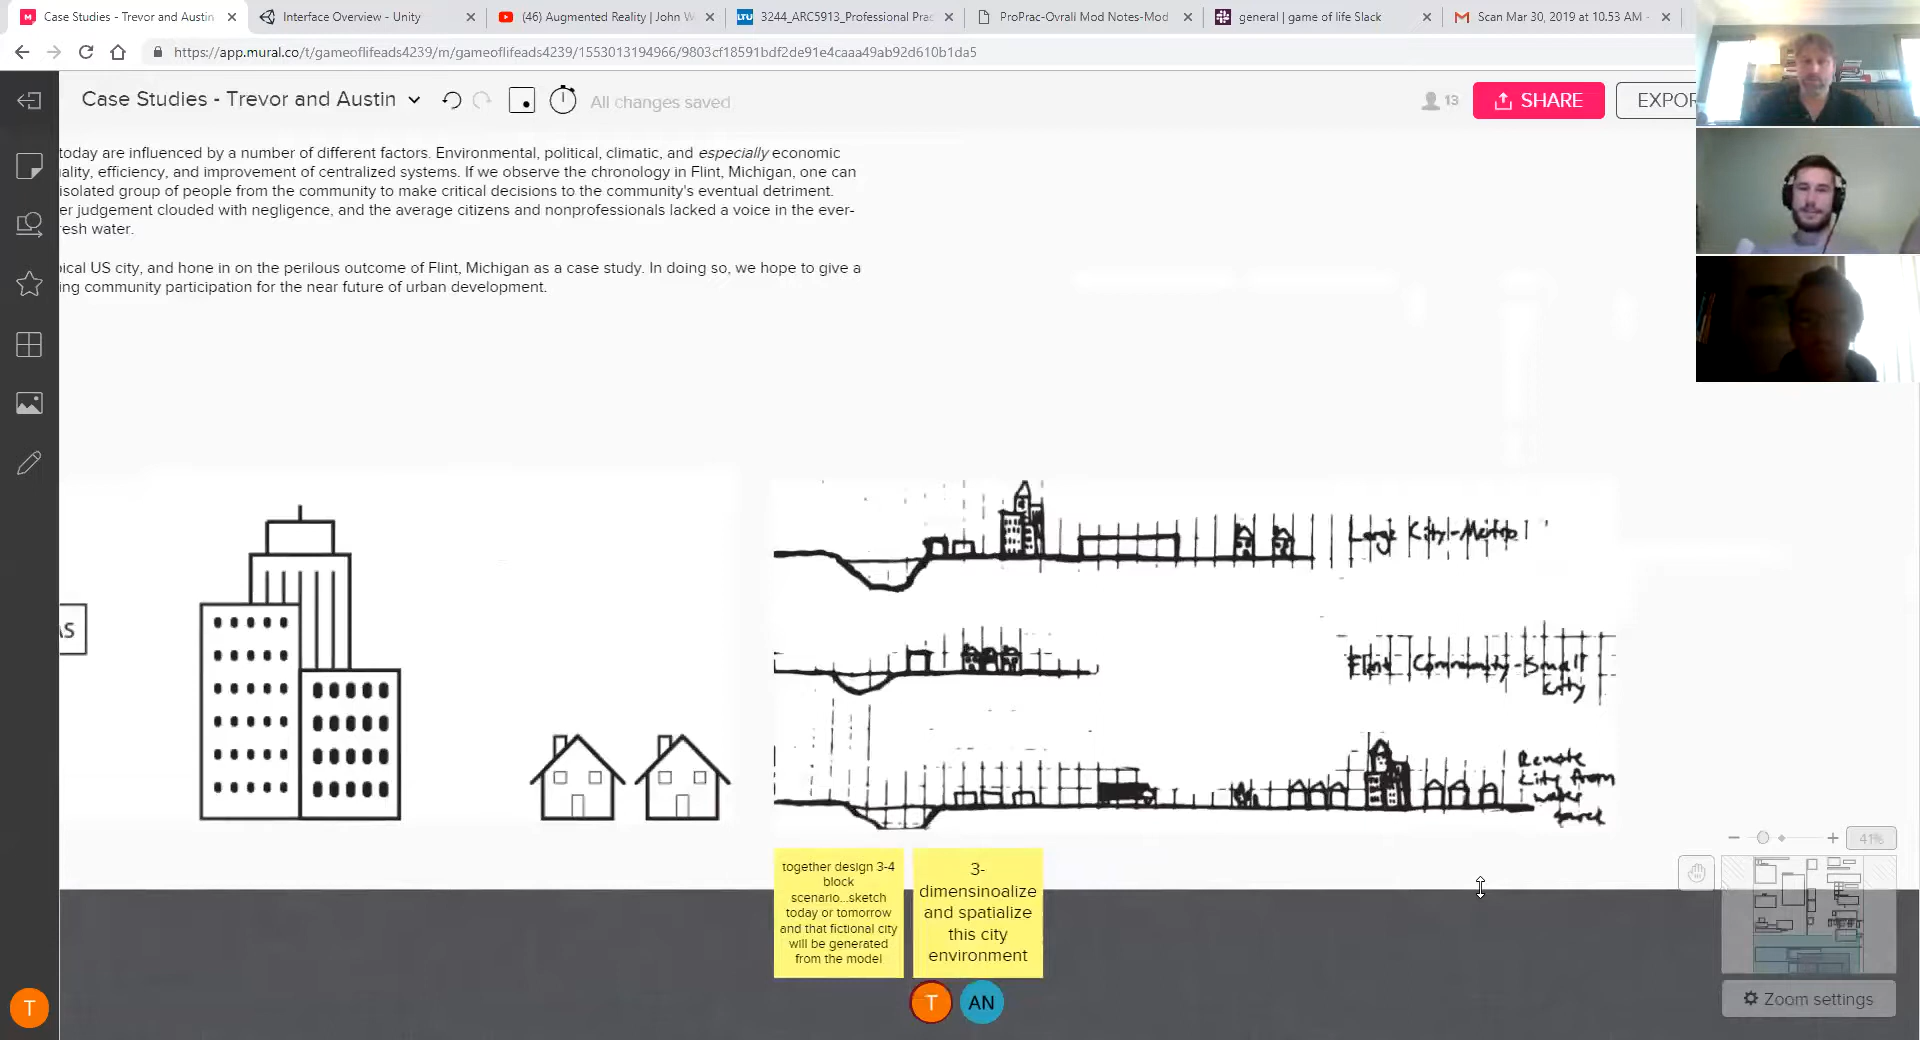 Case Studies - Trevor and Austin
Interface Overview - Unity
(46) Augmented Reality | John W
LTU
3244_ARC5913_Professional Prac
ProPrac-Ovrall Mod Notes-Mod
general | game of life Slack
Scan Mar 30, 2019 at 10.53 AM -
https://app.mural.co/t/gameoflifeads4239/m/gameoflifeads4239/1553013194966/9803cf18591bdf2de91e4caaa49ab92d610b1da5
Case Studies - Trevor and Austin
All changes saved
13
SHARE
EXPOR
today are influenced by a number of different factors. Environmental, political, climatic, and especially economic
ality, efficiency, and improvement of centralized systems. If we observe the chronology in Flint, Michigan, one can
isolated group of people from the community to make critical decisions to the community's eventual detriment.
er judgement clouded with negligence, and the average citizens and nonprofessionals lacked a voice in the ever-
resh water.
ical US city, and hone in on the perilous outcome of Flint, Michigan as a case study. In doing so, we hope to give a
ing community participation for the near future of urban development.
AS
Large City-Metro
Flint Community-Small
City
Remote
City from
water
41%
together design 3-4
block
scenario...sketch
today or tomorrow
and that fictional city
will be generated
from the model
3-
dimensinoalize
and spatialize
this city
environment
T
AN
T
Zoom settings